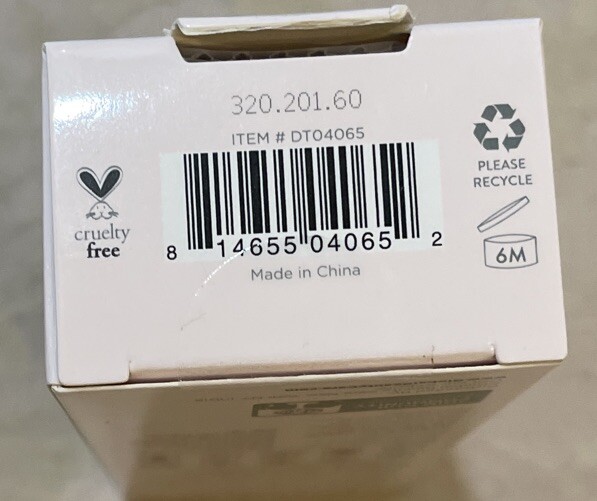 320.201.60
ITEM # DT04065
8 14655 04065 2
Made in China
cruelty
free
PLEASE
RECYCLE
6M